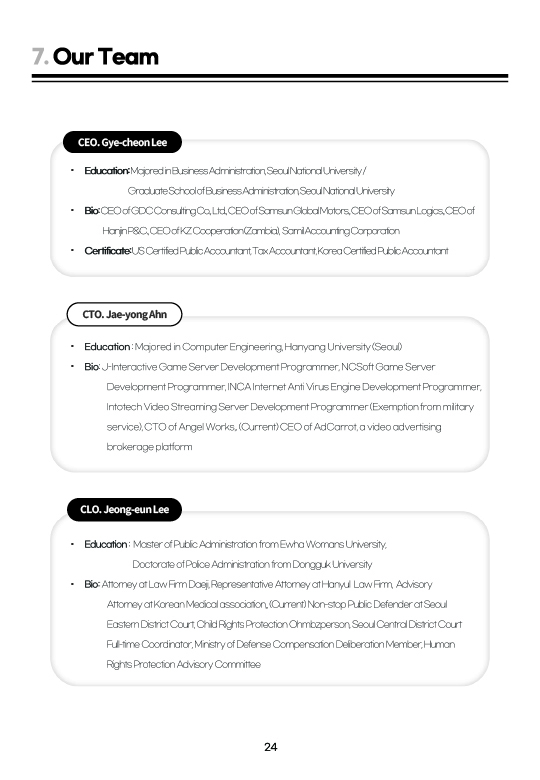 7. Our Team
CEO. Gye-cheon Lee
• Education: Majored in Business Administration, Seoul National University /
Graduate School of Business Administration, Seoul National University
• Bio: CEO of GDC Consulting Co., Ltd., CEO of Samsun Global Motors., CEO of Samsun Logics., CEO of
Hanjin P&C., CEO of KZ Cooperation(Zambia), Samil Accounting Corporation
• Certificate: US Certified Public Accountant, Tax Accountant, Korea Certified Public Accountant
CTO. Jae-yong Ahn
• Education : Majored in Computer Engineering, Hanyang University (Seoul)
• Bio: J-Interactive Game Server Development Programmer, NCSoft Game Server
Development Programmer, INCA Internet Anti Virus Engine Development Programmer,
Intotech Video Streaming Server Development Programmer (Exemption from military
service), CTO of Angel Works,, (Current) CEO of AdCarrot, a video advertising
brokerage platform
CLO. Jeong-eun Lee
• Education : Master of Public Administration from Ewha Womans University,
Doctorate of Police Administration from Dongguk University
• Bio: Attorney at Law Firm Daeji, Representative Attorney at Hanyul Law Firm, Advisory
Attorney at Korean Medical association,, (Current) Non-stop Public Defender at Seoul
Eastern District Court, Child Rights Protection Ohmbzperson, Seoul Central District Court
Full-time Coordinator, Ministry of Defense Compensation Deliberation Member, Human
Rights Protection Advisory Committee
24